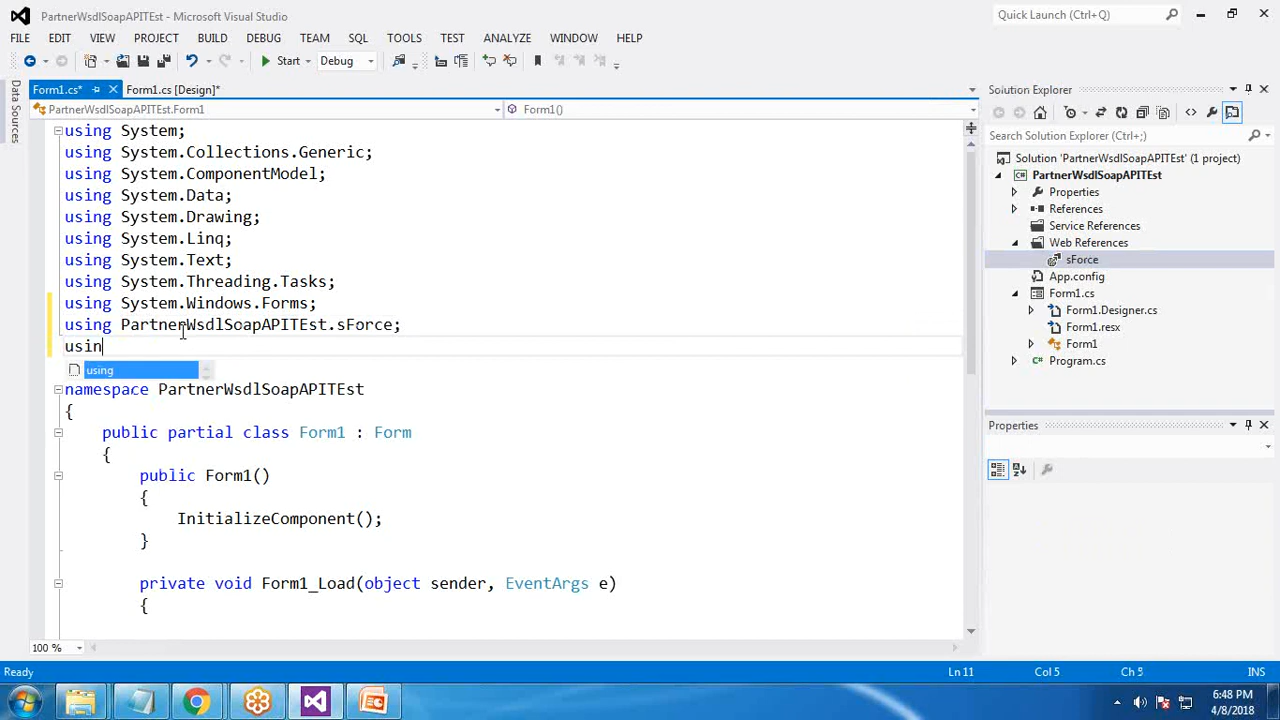 PartnerWsdlSoapAPITEst - Microsoft Visual Studio
Quick Launch (Ctrl+Q)
FILE EDIT VIEW PROJECT BUILD DEBUG TEAM SQL TOOLS TEST ANALYZE WINDOW HELP
Start Debug
Data Sources
Form1.cs* Form1.cs [Design]*
PartnerWsdlSoapAPITEst.Form1 Form1()
using System;
using System.Collections.Generic;
using System.ComponentModel;
using System.Data;
using System.Drawing;
using System.Linq;
using System.Text;
using System.Threading.Tasks;
using System.Windows.Forms;
using PartnerWsdlSoapAPITEst.sForce;
usin
using
namespace PartnerWsdlSoapAPITEst
{
public partial class Form1 : Form
{
public Form1()
{
InitializeComponent();
}
private void Form1_Load(object sender, EventArgs e)
{
100 %
Solution Explorer
Search Solution Explorer (Ctrl+;)
Solution 'PartnerWsdlSoapAPITEst' (1 project)
PartnerWsdlSoapAPITEst
Properties
References
Service References
Web References
sForce
App.config
Form1.cs
Form1.Designer.cs
Form1.resx
Form1
Program.cs
Properties
Ready Ln 11 Col 5 Ch 5 INS
6:48 PM
4/8/2018